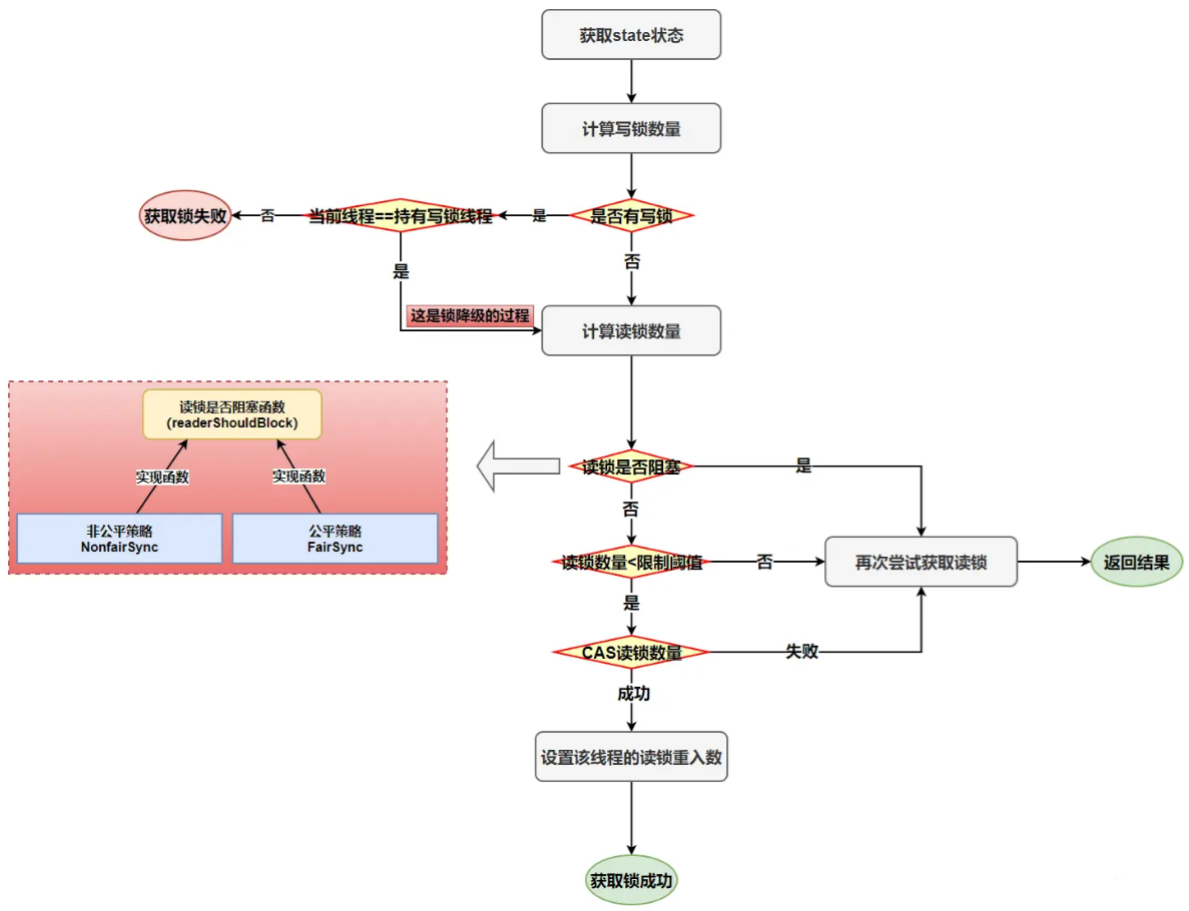 获取state状态
计算写锁数量
获取锁失败
否
当前线程==持有写锁线程
是
是否有写锁
是
否
这是锁降级的过程
计算读锁数量
读锁是否阻塞函数
(readerShouldBlock)
实现函数
实现函数
非公平策略
NonfairSync
公平策略
FairSync
读锁是否阻塞
是
否
读锁数量<限制阈值
否
再次尝试获取读锁
返回结果
是
CAS读锁数量
失败
成功
设置该线程的读锁重入数
获取锁成功